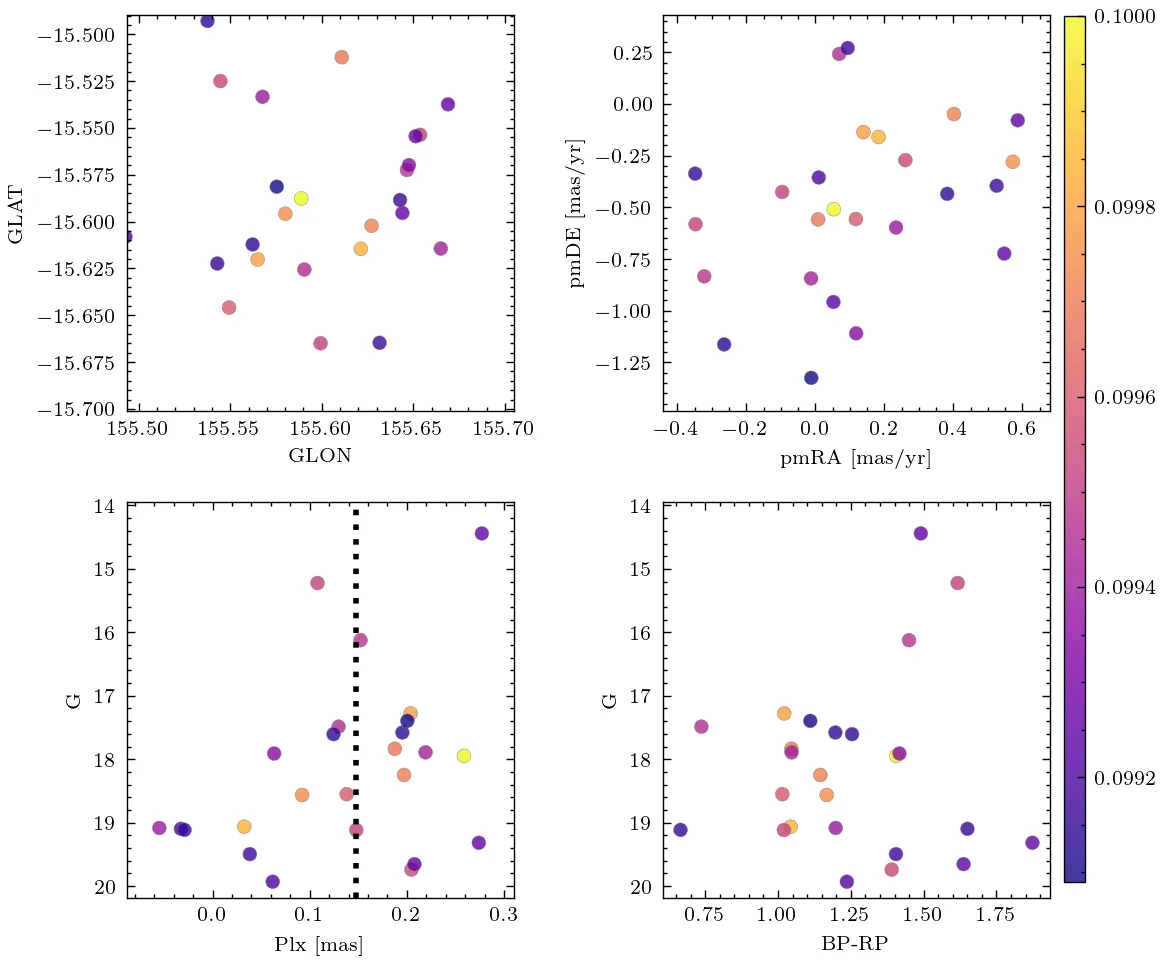 −15.500
−15.525
−15.550
−15.575
−15.600
−15.625
−15.650
−15.675
−15.700
GLAT
155.50 155.55 155.60 155.65 155.70
GLON
0.25
0.00
−0.25
−0.50
−0.75
−1.00
−1.25
pmDE [mas/yr]
−0.4 −0.2 0.0 0.2 0.4 0.6
pmRA [mas/yr]
14
15
16
17
18
19
20
G
0.0 0.1 0.2 0.3
Plx [mas]
14
15
16
17
18
19
20
G
0.75 1.00 1.25 1.50 1.75
BP-RP
0.1000
0.0998
0.0996
0.0994
0.0992